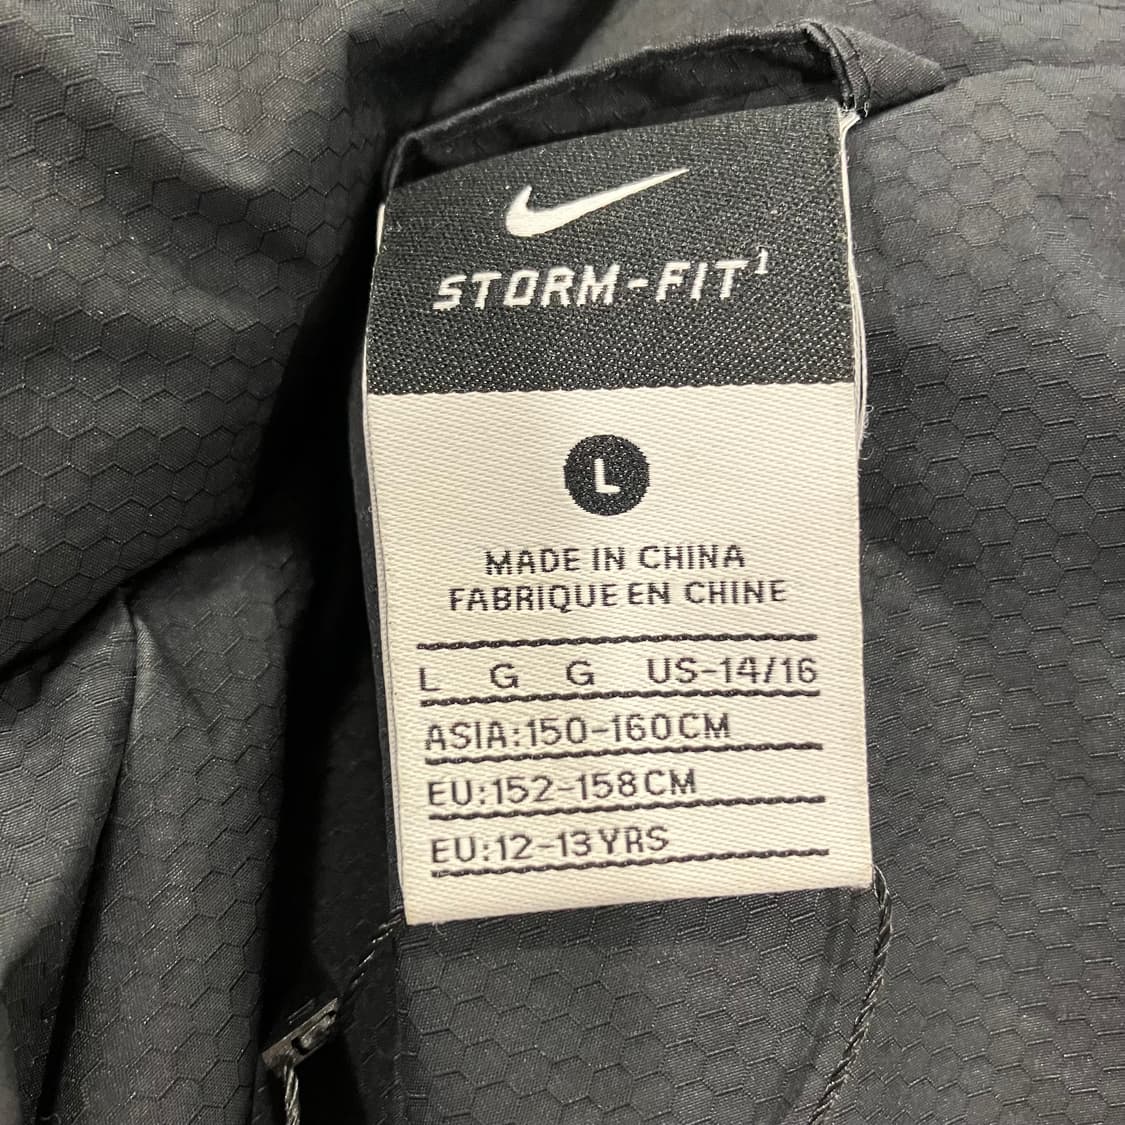 STORM-FIT¹
L
MADE IN CHINA
FABRIQUE EN CHINE
L G G US-14/16
ASIA:150-160CM
EU:152-158CM
EU:12-13YRS